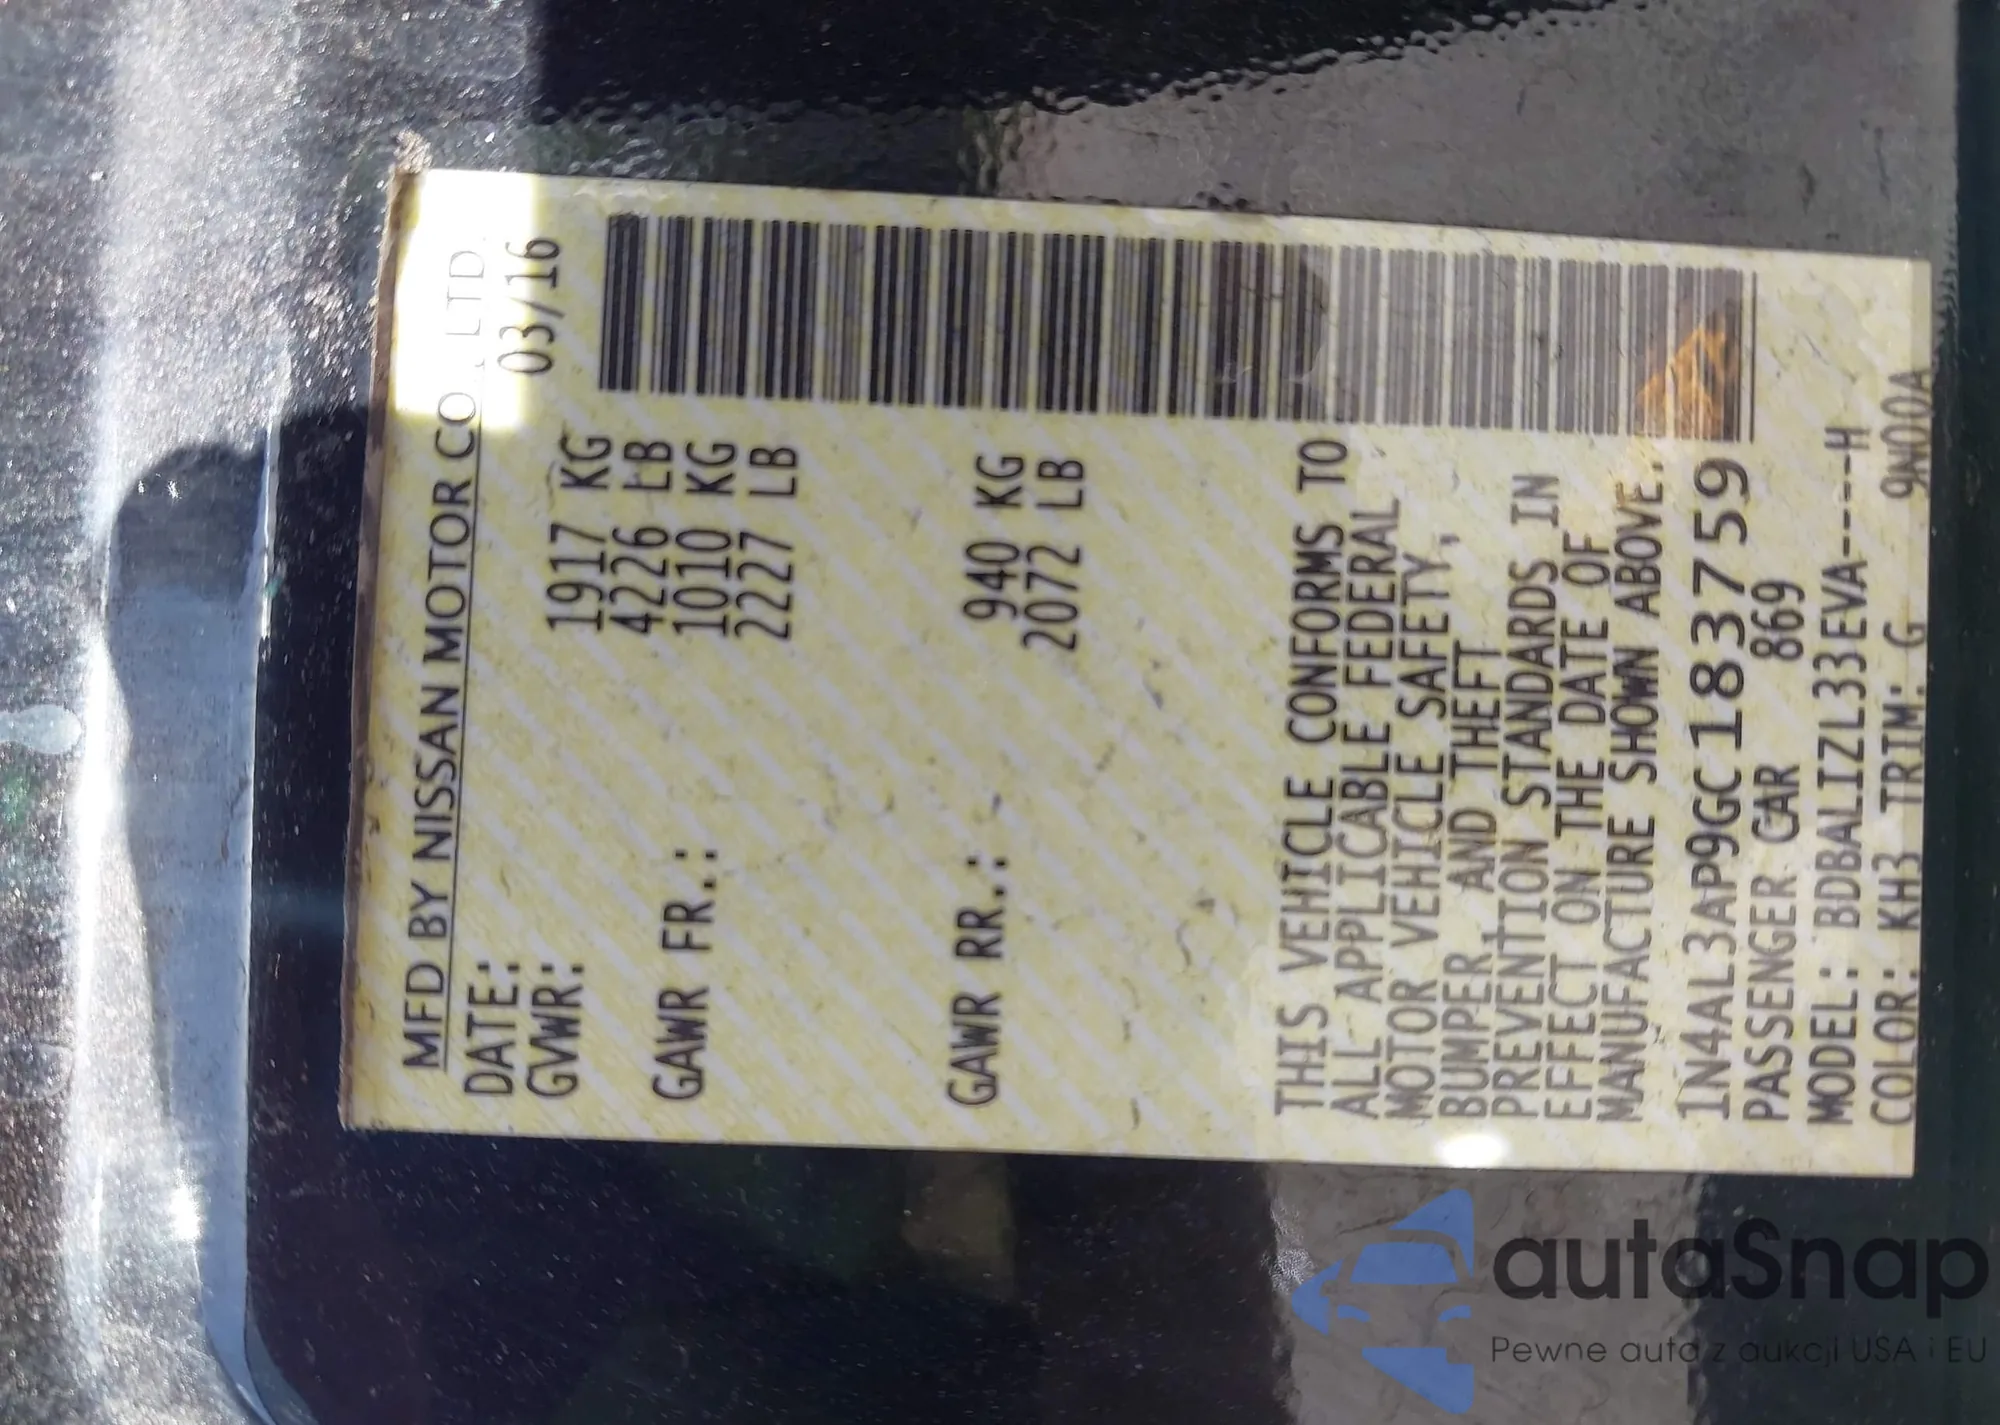 MFD BY NISSAN MOTOR CO., LTD.
DATE: 03/16
GVWR: 1917 KG
4226 LB
GAWR FR.: 1010 KG
2227 LB
GAWR RR.: 940 KG
2072 LB
THIS VEHICLE CONFORMS TO
ALL APPLICABLE FEDERAL
MOTOR VEHICLE SAFETY,
BUMPER, AND THEFT
PREVENTION STANDARDS IN
EFFECT ON THE DATE OF
MANUFACTURE SHOWN ABOVE.
1N4AL3AP9GC183759
PASSENGER CAR 869
MODEL: BDBALIZL33EVA-----H
COLOR: KH3 TRIM: G 9N00A
autaSnap
Pewne auta z aukcji USA i EU